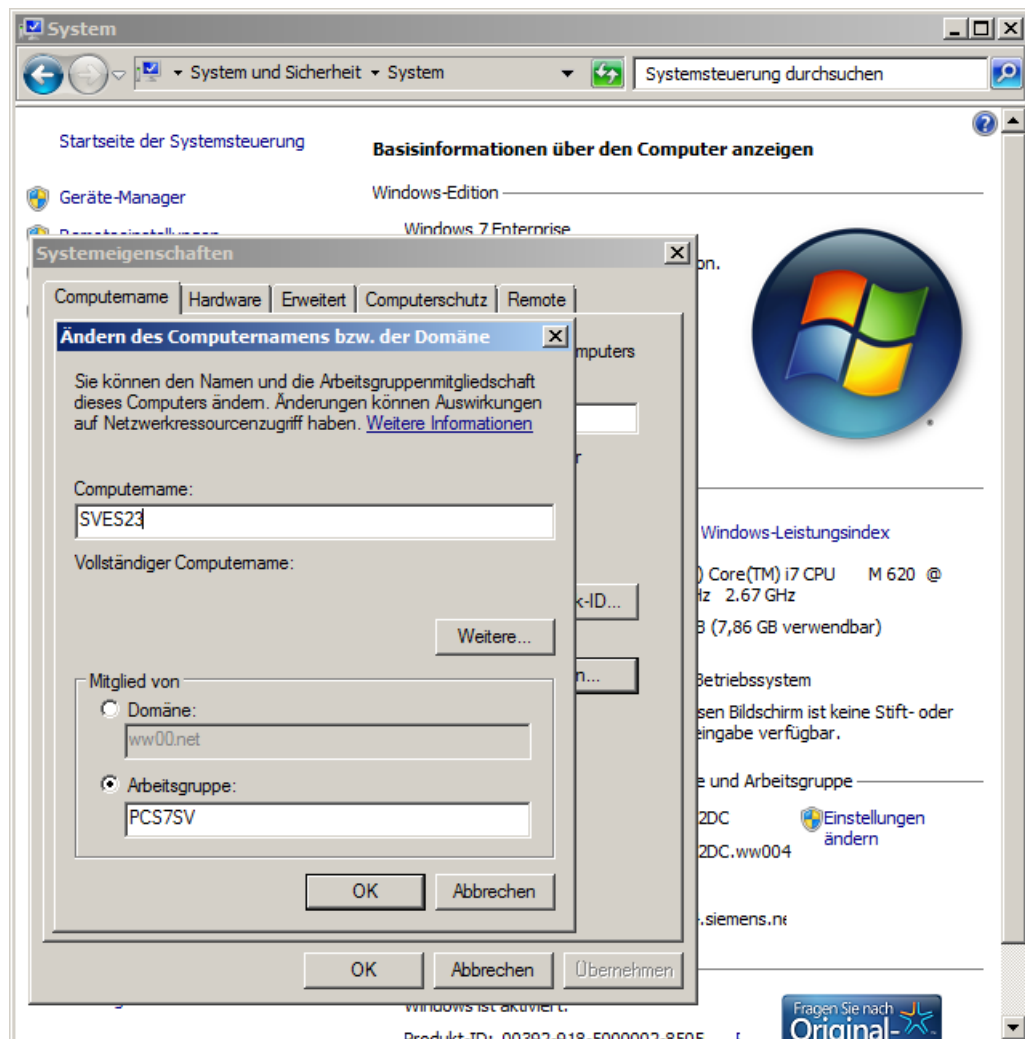 System
System und Sicherheit System
Systemsteuerung durchsuchen
Startseite der Systemsteuerung
Geräte-Manager
Basisinformationen über den Computer anzeigen
Windows-Edition
Windows 7 Enterprise
on.
Systemeigenschaften
Computername Hardware Erweitert Computerschutz Remote
mputers
Ändern des Computernamens bzw. der Domäne
Sie können den Namen und die Arbeitsgruppenmitgliedschaft
dieses Computers ändern. Änderungen können Auswirkungen
auf Netzwerkressourcenzugriff haben. Weitere Informationen
Computername:
SVES23
Vollständiger Computername:
Weitere...
Mitglied von
Domäne:
ww00.net
Arbeitsgruppe:
PCS7SV
OK Abbrechen
k-ID...
n...
OK Abbrechen Übernehmen
Windows-Leistungsindex
) Core(TM) i7 CPU M 620 @
Hz 2.67 GHz
B (7,86 GB verwendbar)
Betriebssystem
sen Bildschirm ist keine Stift- oder
eingabe verfügbar.
e und Arbeitsgruppe
2DC
Einstellungen
ändern
2DC.ww004
.siemens.ne
Windows ist aktiviert.
Fragen Sie nach
Original-